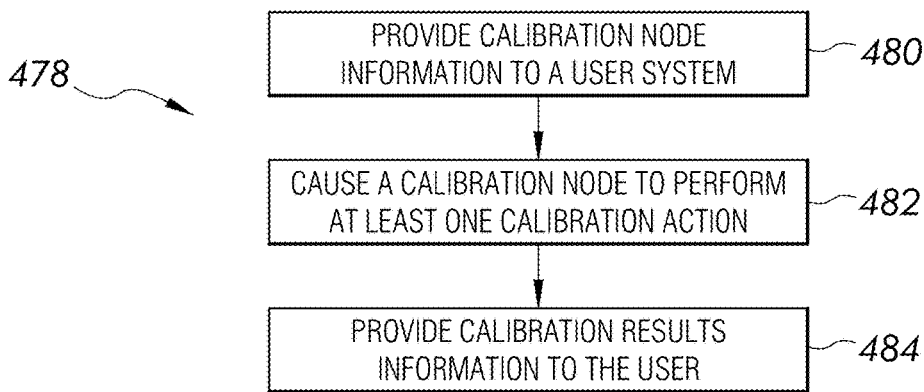 478
PROVIDE CALIBRATION NODE
INFORMATION TO A USER SYSTEM
480
CAUSE A CALIBRATION NODE TO PERFORM
AT LEAST ONE CALIBRATION ACTION
482
PROVIDE CALIBRATION RESULTS
INFORMATION TO THE USER
484